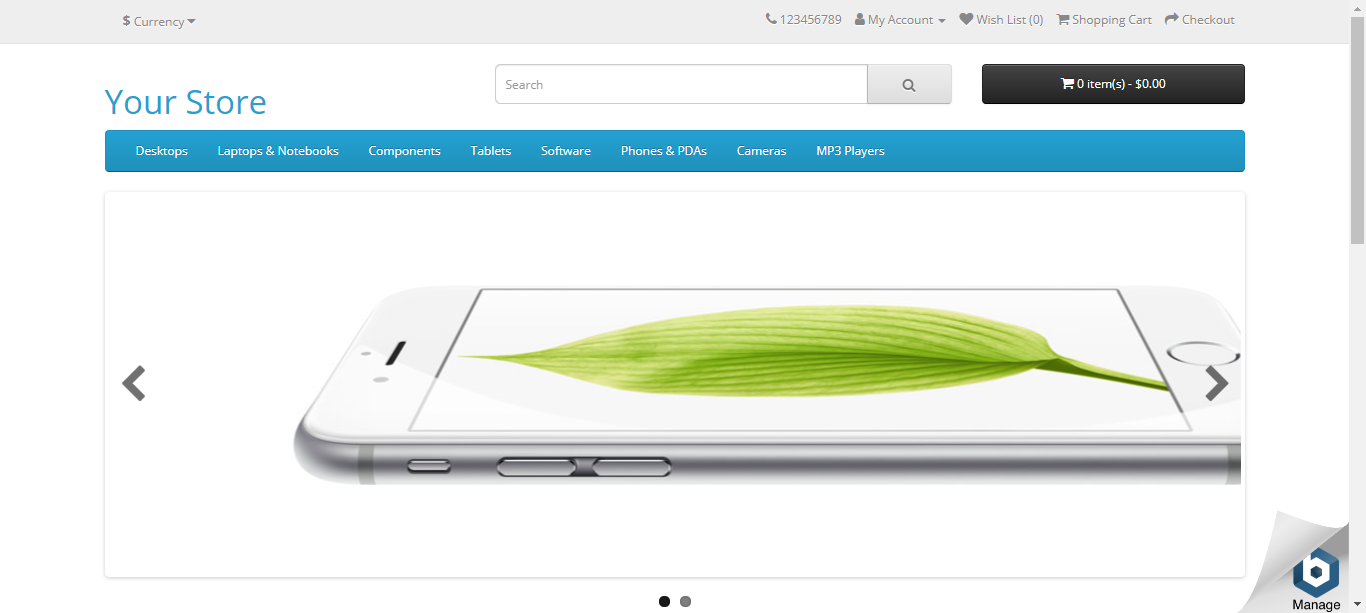 $ Currency
123456789 My Account Wish List (0) Shopping Cart Checkout
Your Store
Search
0 item(s) - $0.00
Desktops Laptops & Notebooks Components Tablets Software Phones & PDAs Cameras MP3 Players
b
Manage